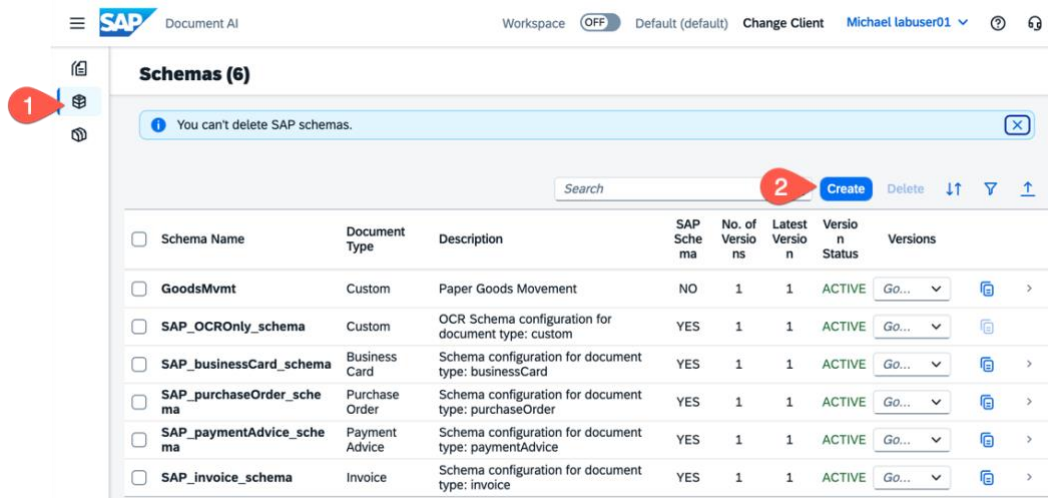 SAP Document AI Workspace OFF Default (default) Change Client Michael labuser01
Schemas (6)
1
You can't delete SAP schemas.
Search 2 Create Delete
Schema Name Document Type Description SAP Sche ma No. of Versio ns Latest Versio n Versio n Status Versions
GoodsMvmt Custom Paper Goods Movement NO 1 1 ACTIVE Go...
SAP_OCROnly_schema Custom OCR Schema configuration for document type: custom YES 1 1 ACTIVE Go...
SAP_businessCard_schema Business Card Schema configuration for document type: businessCard YES 1 1 ACTIVE Go...
SAP_purchaseOrder_sche ma Purchase Order Schema configuration for document type: purchaseOrder YES 1 1 ACTIVE Go...
SAP_paymentAdvice_sche ma Payment Advice Schema configuration for document type: paymentAdvice YES 1 1 ACTIVE Go...
SAP_invoice_schema Invoice Schema configuration for document type: invoice YES 1 1 ACTIVE Go...